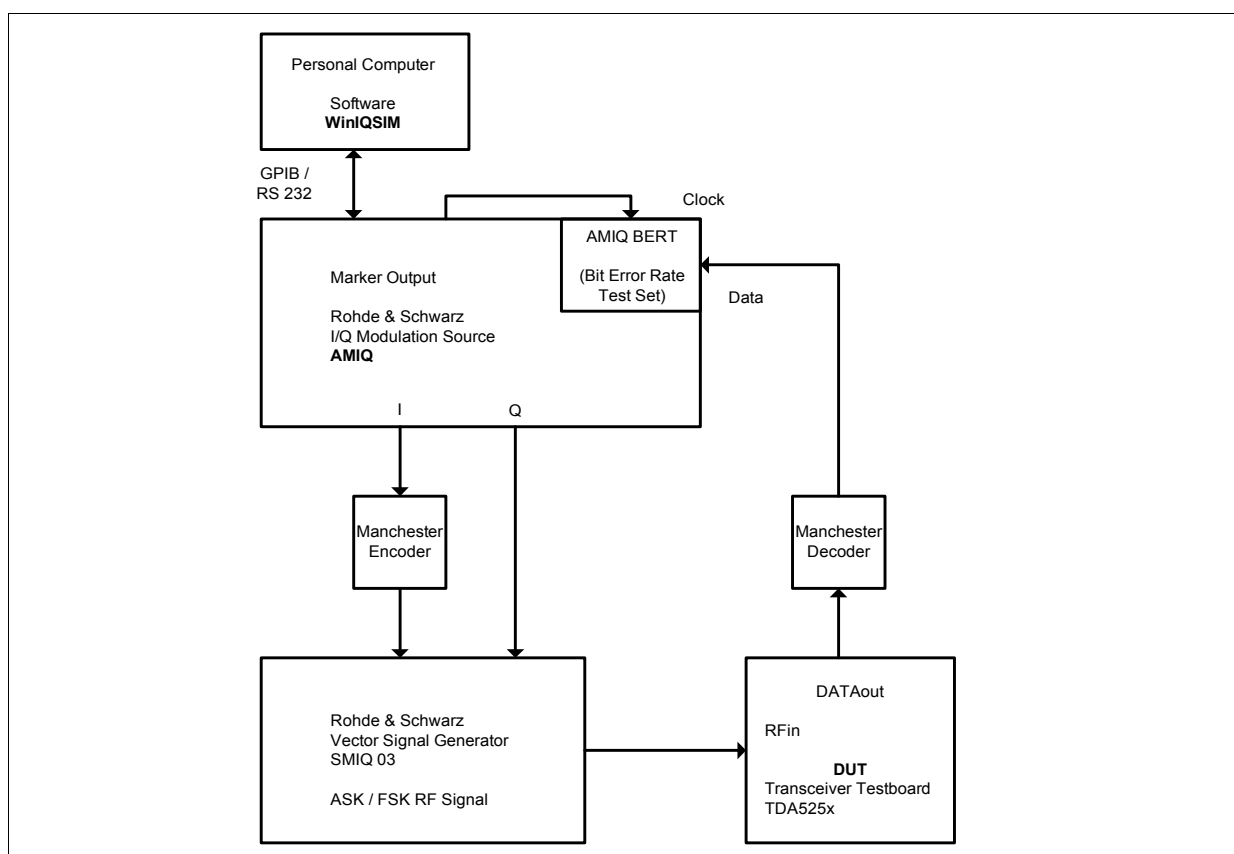 Personal Computer
Software
WinIQSIM
GPIB /
RS 232
Clock
AMIQ BERT
(Bit Error Rate
Test Set)
Marker Output
Data
Rohde & Schwarz
I/Q Modulation Source
AMIQ
I
Q
Manchester
Encoder
Manchester
Decoder
Rohde & Schwarz
Vector Signal Generator
SMIQ 03
ASK / FSK RF Signal
DATAout
RFin
DUT
Transceiver Testboard
TDA525x